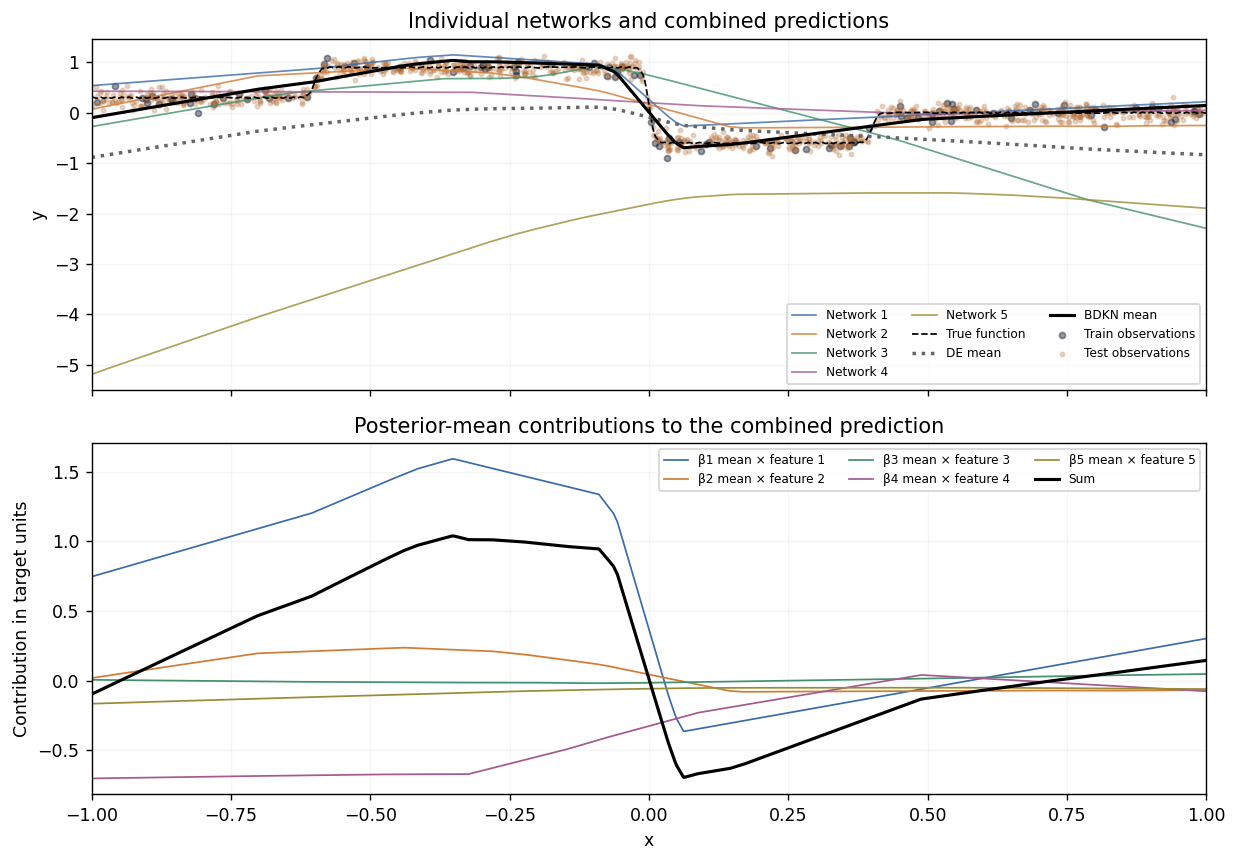 Individual networks and combined predictions
1
0
−1
−2
−3
−4
−5
y
Network 1
Network 2
Network 3
Network 4
Network 5
True function
DE mean
BDKN mean
Train observations
Test observations
Posterior-mean contributions to the combined prediction
1.5
1.0
0.5
0.0
−0.5
Contribution in target units
β1 mean × feature 1
β2 mean × feature 2
β3 mean × feature 3
β4 mean × feature 4
β5 mean × feature 5
Sum
−1.00 −0.75 −0.50 −0.25 0.00 0.25 0.50 0.75 1.00
x